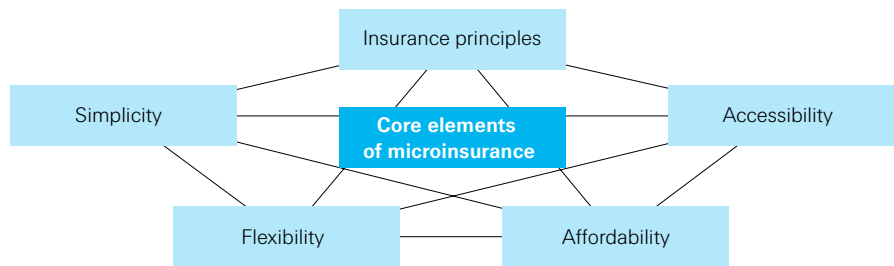 Insurance principles
Simplicity
Core elements
of microinsurance
Accessibility
Flexibility
Affordability